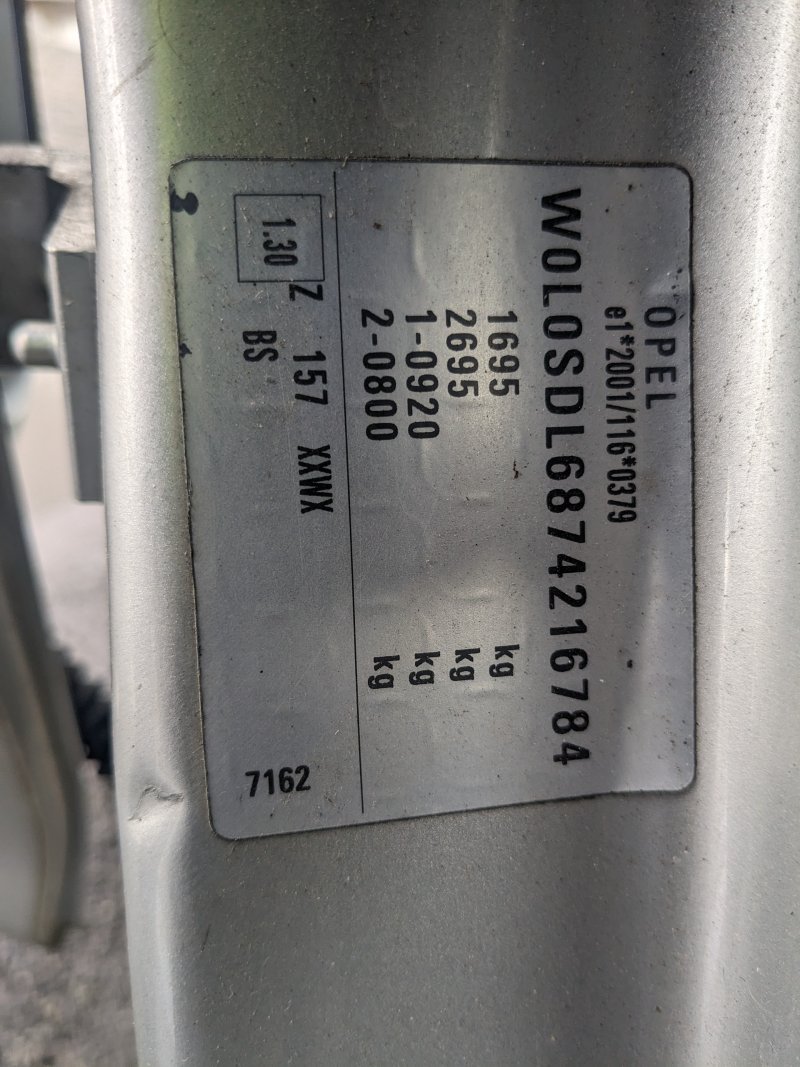 OPEL
e1*2001/116*0379
W0L0SDL6874216784
1695 kg
2695 kg
1-0920 kg
2-0800 kg
Z 157 XXWX
1.30 BS 7162